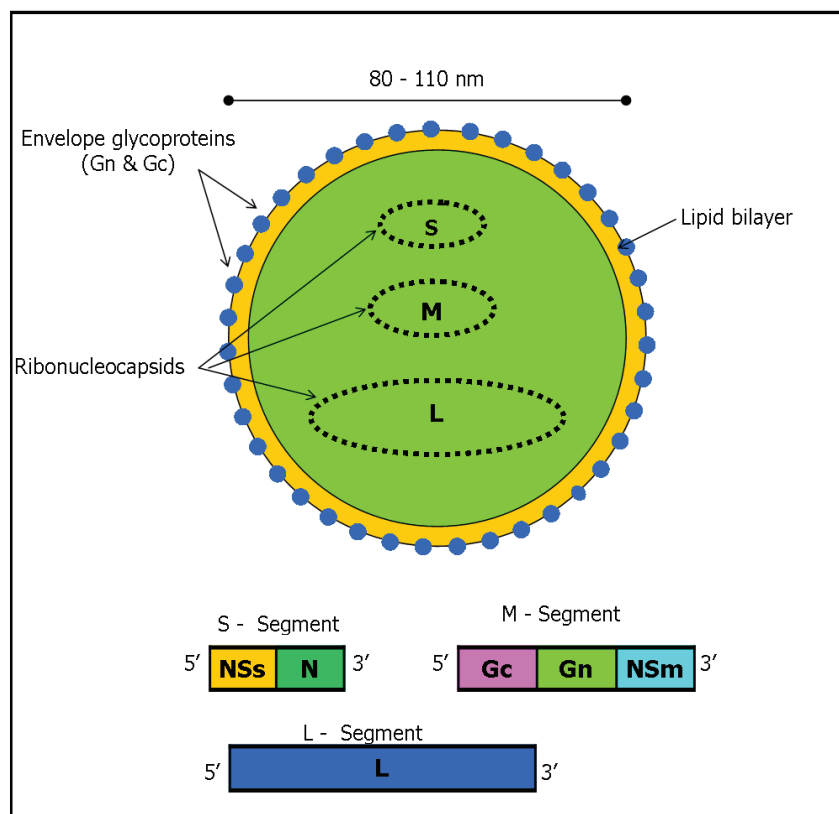 80 - 110 nm
Envelope glycoproteins
(Gn & Gc)
Lipid bilayer
S
M
Ribonucleocapsids
L
S - Segment
5′ NSs N 3′
M - Segment
5′ Gc Gn NSm 3′
L - Segment
5′ L 3′